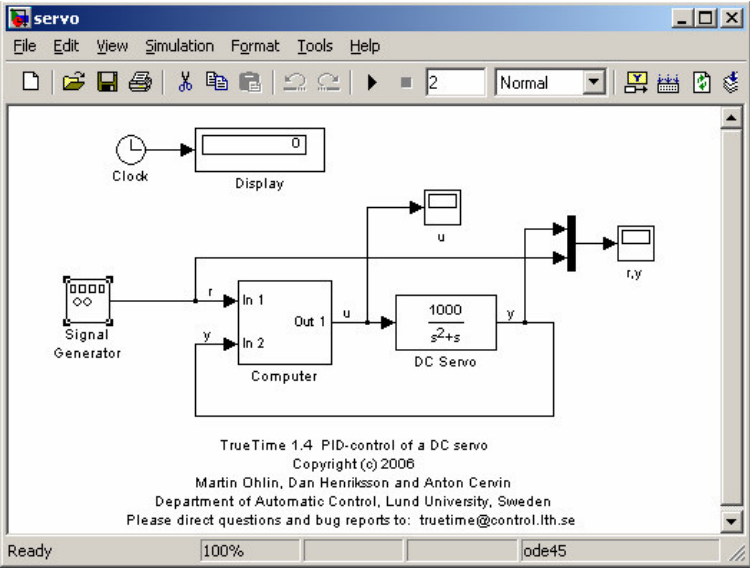 servo
File Edit View Simulation Format Tools Help
2 Normal
0
Clock
Display
u
r,y
r
In 1
1000
Out 1
u
y
s²+s
y
In 2
Signal
Generator
DC Servo
Computer
TrueTime 1.4 PID-control of a DC servo
Copyright (c) 2006
Martin Ohlin, Dan Henriksson and Anton Cervin
Department of Automatic Control, Lund University, Sweden
Please direct questions and bug reports to: truetime@control.lth.se
Ready 100% ode45